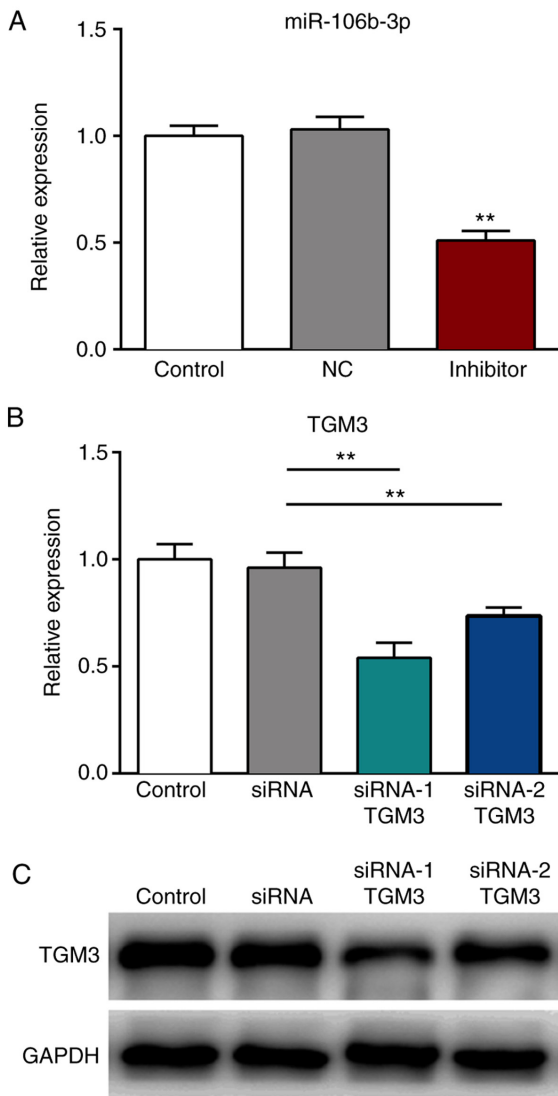 A
miR-106b-3p
Relative expression
1.5
1.0
0.5
0.0
**
Control NC Inhibitor
B
TGM3
Relative expression
1.5
1.0
0.5
0.0
**
**
Control siRNA siRNA-1 siRNA-2
TGM3 TGM3
C
siRNA-1 siRNA-2
Control siRNA TGM3 TGM3
TGM3
GAPDH